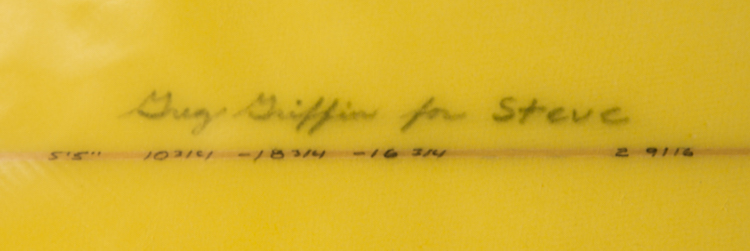 Greg Griffin for Steve
5'5" 10 3/4 -18 3/4 -16 3/4 2 9/16